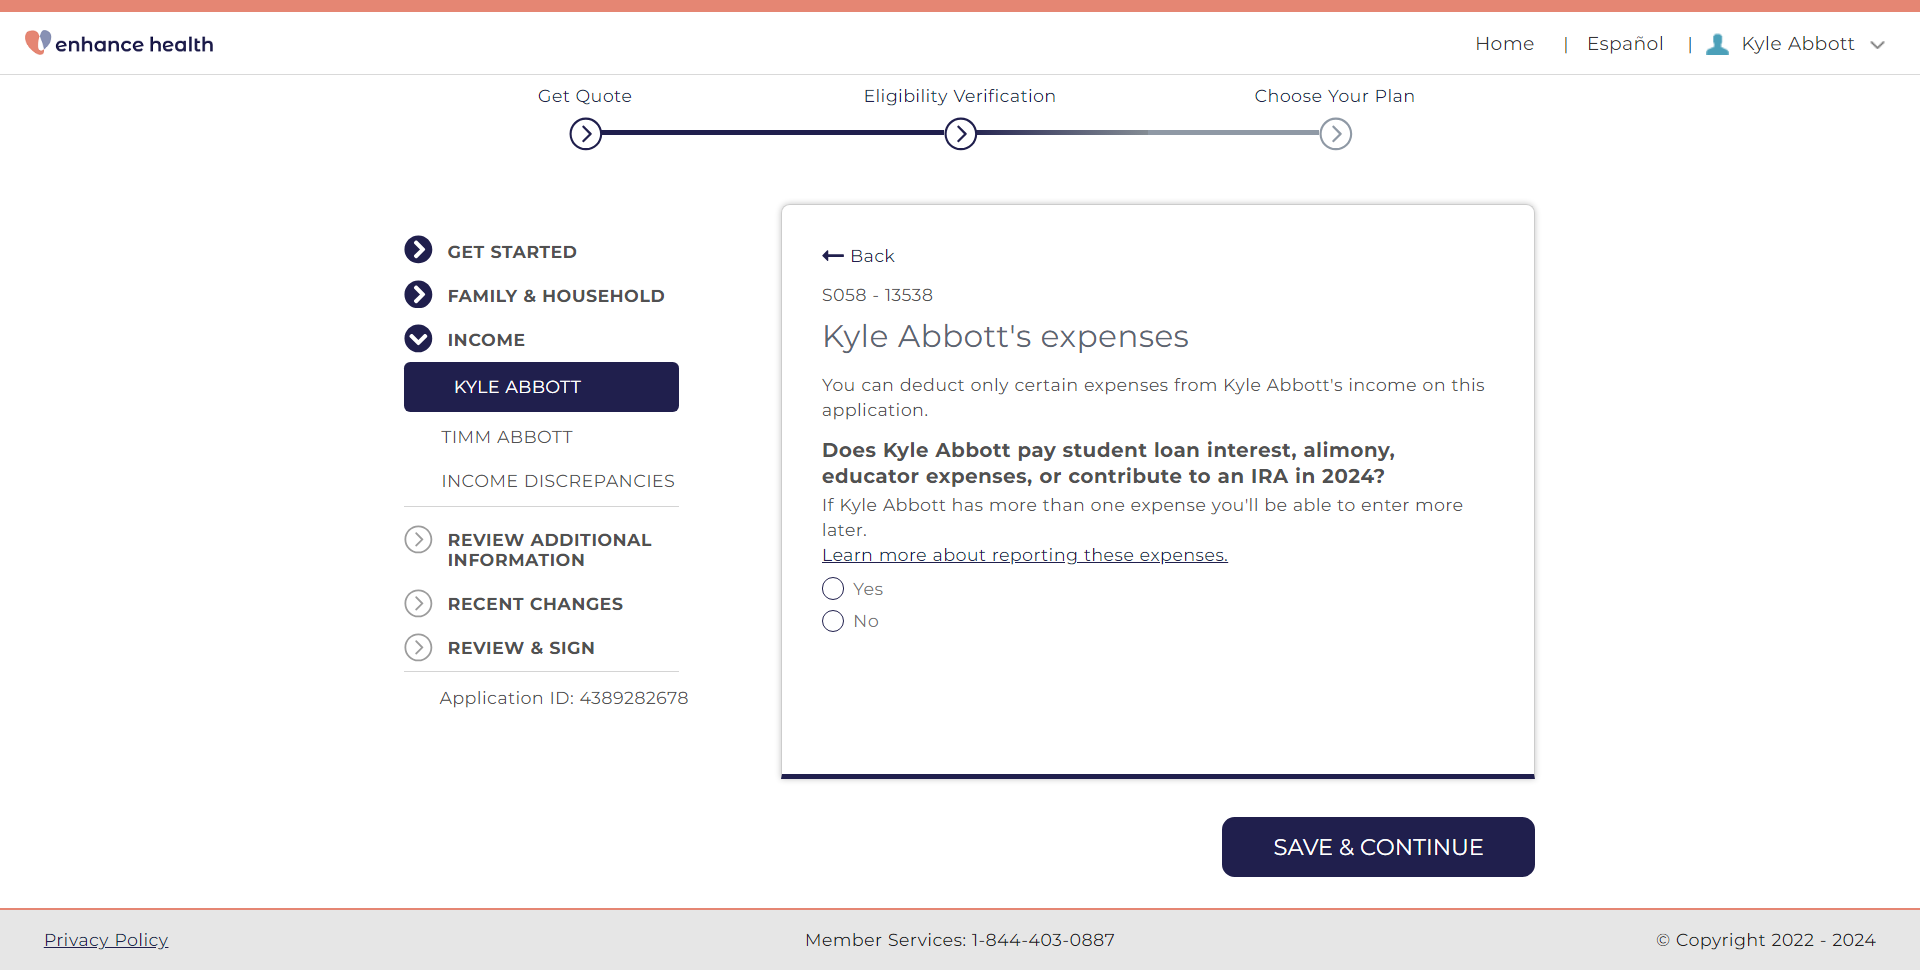 enhance health
Home | Español | Kyle Abbott
Get Quote
Eligibility Verification
Choose Your Plan
GET STARTED
FAMILY & HOUSEHOLD
INCOME
KYLE ABBOTT
TIMM ABBOTT
INCOME DISCREPANCIES
REVIEW ADDITIONAL
INFORMATION
RECENT CHANGES
REVIEW & SIGN
Application ID: 4389282678
Back
S058 - 13538
Kyle Abbott's expenses
You can deduct only certain expenses from Kyle Abbott's income on this
application.
Does Kyle Abbott pay student loan interest, alimony,
educator expenses, or contribute to an IRA in 2024?
If Kyle Abbott has more than one expense you'll be able to enter more
later.
Learn more about reporting these expenses.
Yes
No
SAVE & CONTINUE
Privacy Policy
Member Services: 1-844-403-0887
© Copyright 2022 - 2024